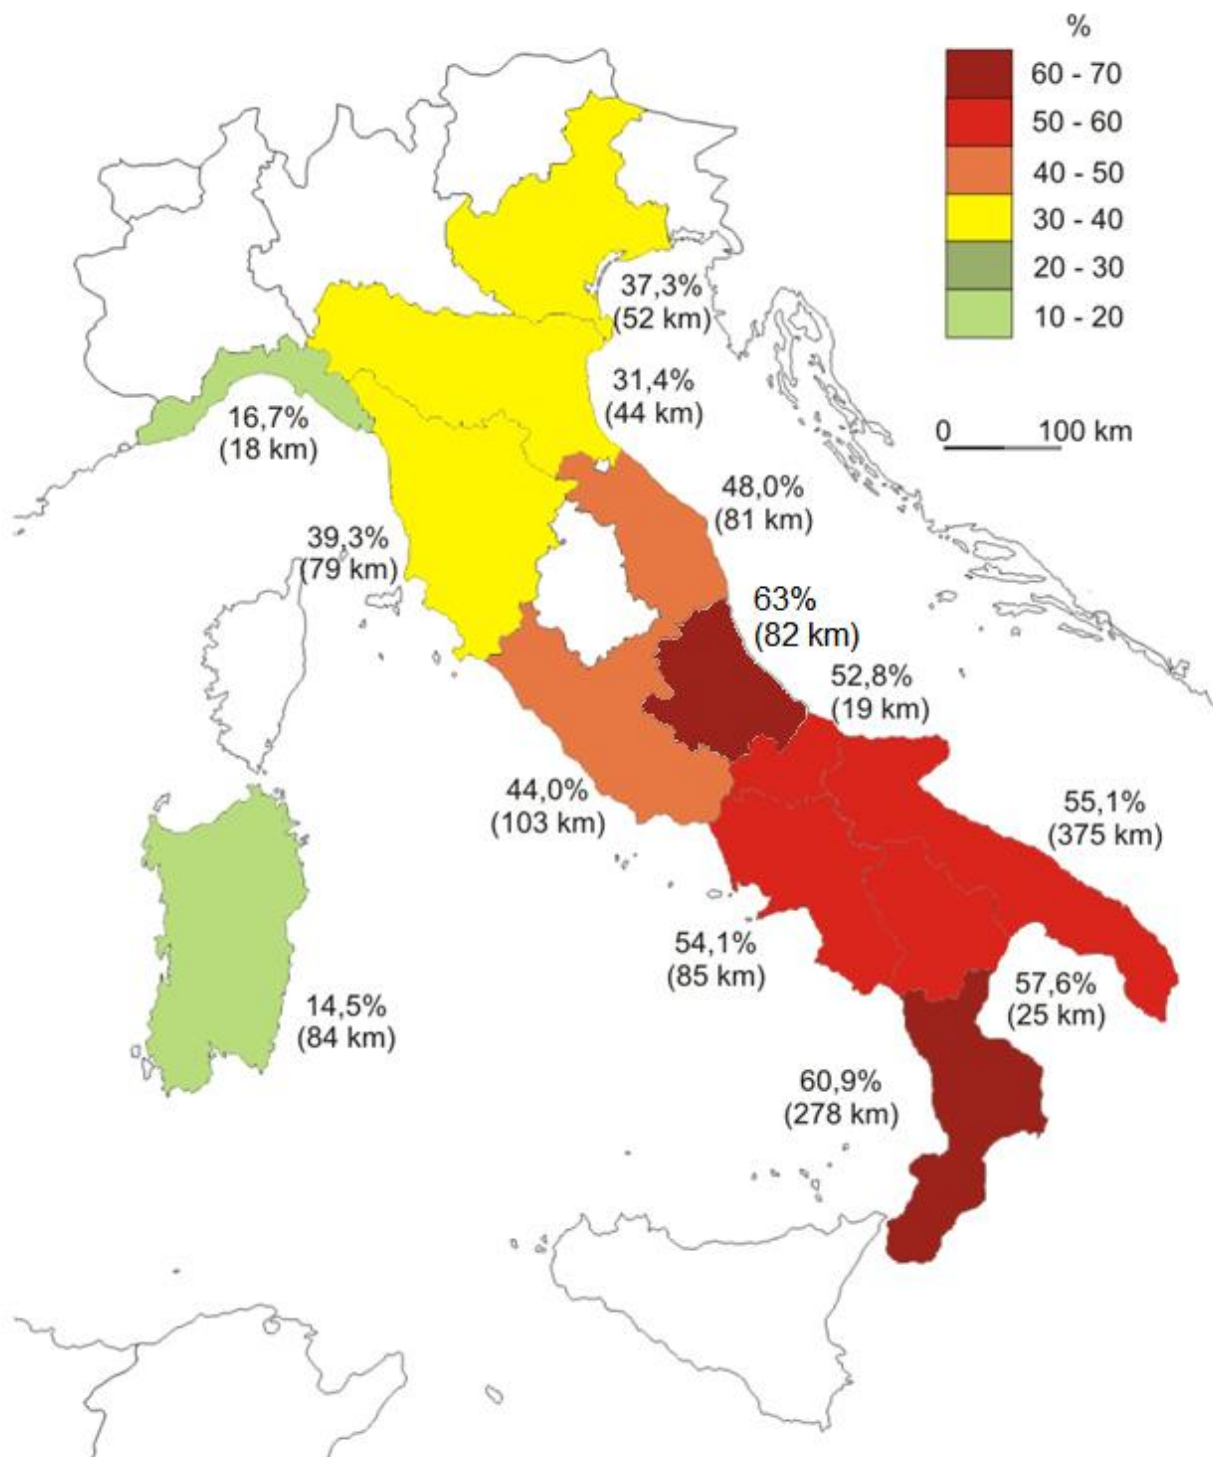 %
60 - 70
50 - 60
40 - 50
30 - 40
20 - 30
10 - 20
0 100 km
37,3%
(52 km)
31,4%
(44 km)
16,7%
(18 km)
48,0%
(81 km)
39,3%
(79 km)
63%
(82 km)
52,8%
(19 km)
44,0%
(103 km)
55,1%
(375 km)
54,1%
(85 km)
57,6%
(25 km)
14,5%
(84 km)
60,9%
(278 km)